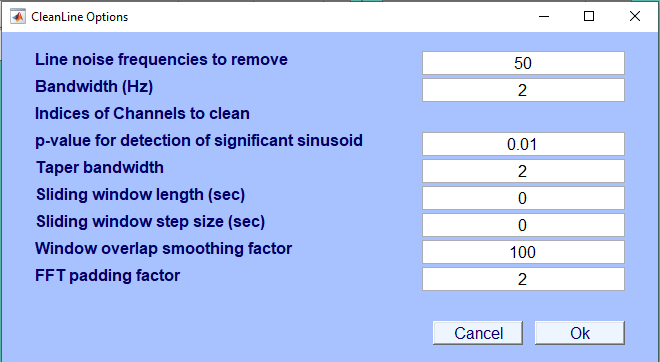 CleanLine Options
Line noise frequencies to remove 50
Bandwidth (Hz) 2
Indices of Channels to clean
p-value for detection of significant sinusoid 0.01
Taper bandwidth 2
Sliding window length (sec) 0
Sliding window step size (sec) 0
Window overlap smoothing factor 100
FFT padding factor 2
Cancel Ok